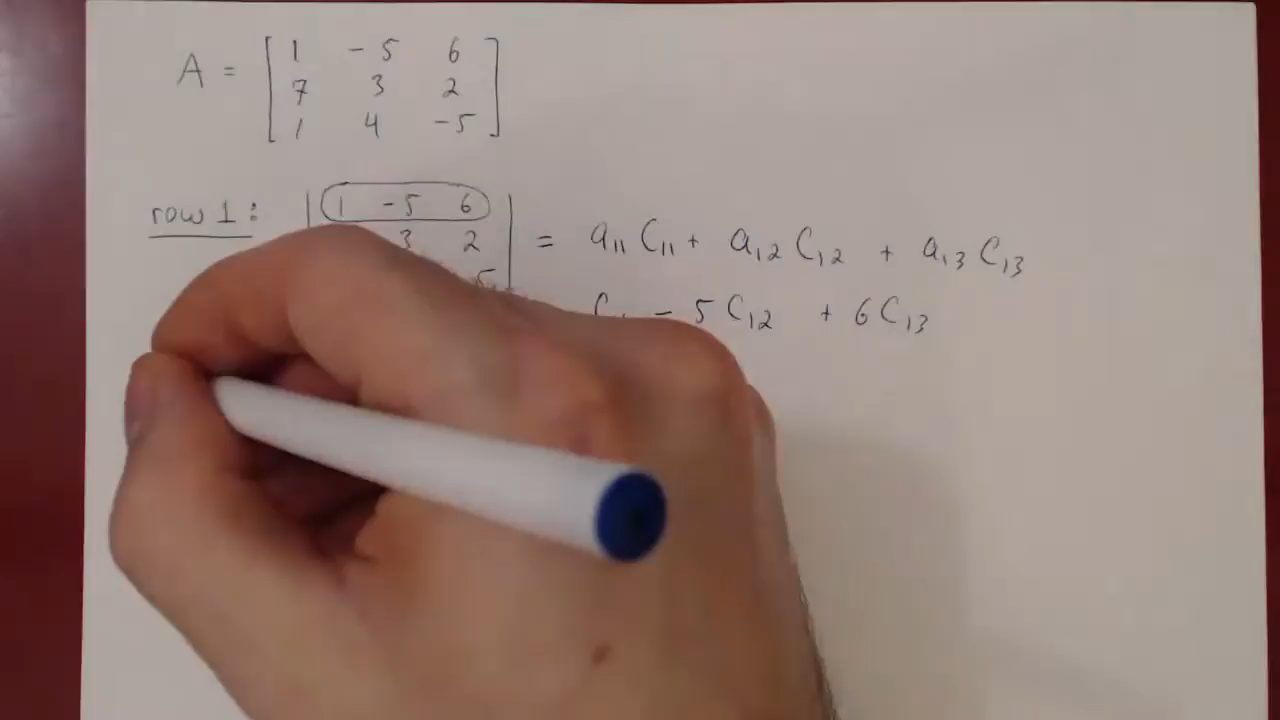 A = [ 1 -5 6
7 3 2
1 4 -5 ]
row 1: | 1 -5 6
3 2 | = a₁₁ C₁₁ + a₁₂ C₁₂ + a₁₃ C₁₃
- 5 C₁₂ + 6 C₁₃